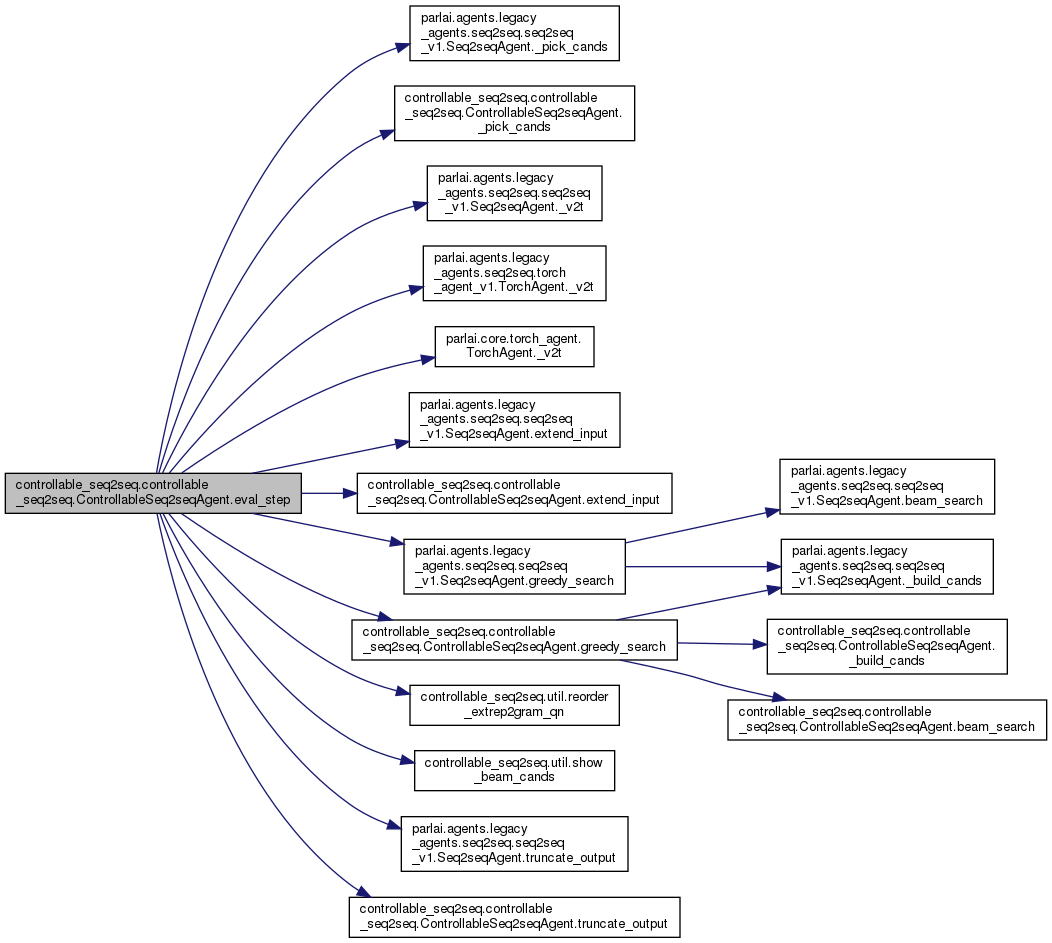 parlai.agents.legacy
_agents.seq2seq.seq2seq
_v1.Seq2seqAgent._pick_cands
controllable_seq2seq.controllable
_seq2seq.ControllableSeq2seqAgent.
_pick_cands
parlai.agents.legacy
_agents.seq2seq.seq2seq
_v1.Seq2seqAgent._v2t
parlai.agents.legacy
_agents.seq2seq.torch
_agent_v1.TorchAgent._v2t
parlai.core.torch_agent.
TorchAgent._v2t
parlai.agents.legacy
_agents.seq2seq.seq2seq
_v1.Seq2seqAgent.extend_input
controllable_seq2seq.controllable
_seq2seq.ControllableSeq2seqAgent.eval_step
controllable_seq2seq.controllable
_seq2seq.ControllableSeq2seqAgent.extend_input
parlai.agents.legacy
_agents.seq2seq.seq2seq
_v1.Seq2seqAgent.beam_search
parlai.agents.legacy
_agents.seq2seq.seq2seq
_v1.Seq2seqAgent.greedy_search
parlai.agents.legacy
_agents.seq2seq.seq2seq
_v1.Seq2seqAgent._build_cands
controllable_seq2seq.controllable
_seq2seq.ControllableSeq2seqAgent.greedy_search
controllable_seq2seq.controllable
_seq2seq.ControllableSeq2seqAgent.
_build_cands
controllable_seq2seq.util.reorder
_extrep2gram_qn
controllable_seq2seq.controllable
_seq2seq.ControllableSeq2seqAgent.beam_search
controllable_seq2seq.util.show
_beam_cands
parlai.agents.legacy
_agents.seq2seq.seq2seq
_v1.Seq2seqAgent.truncate_output
controllable_seq2seq.controllable
_seq2seq.ControllableSeq2seqAgent.truncate_output